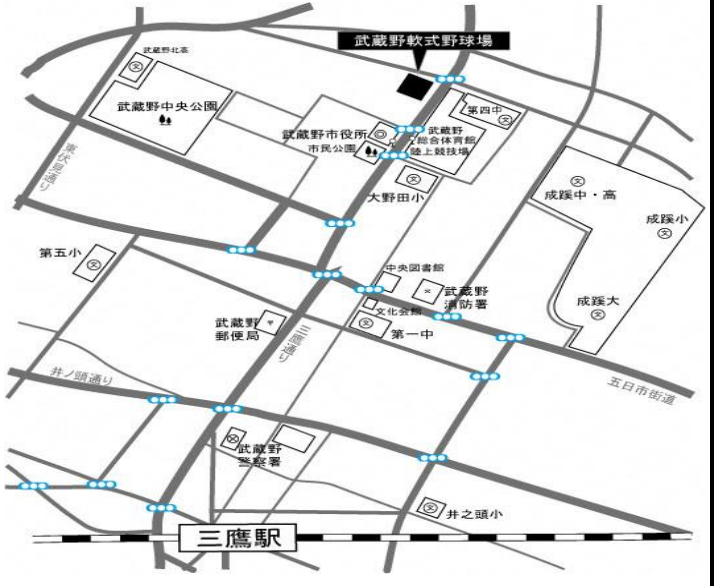 武蔵野軟式野球場
武蔵野北高
武蔵野中央公園
第四中
武蔵野市役所
市民公園
武蔵野
総合体育館
陸上競技場
東伏見通り
大野田小
成蹊中・高
成蹊小
第五小
中央図書館
武蔵野
消防署
文化会館
成蹊大
武蔵野
郵便局
三鷹通り
第一中
井ノ頭通り
五日市街道
武蔵野
警察署
井之頭小
三鷹駅